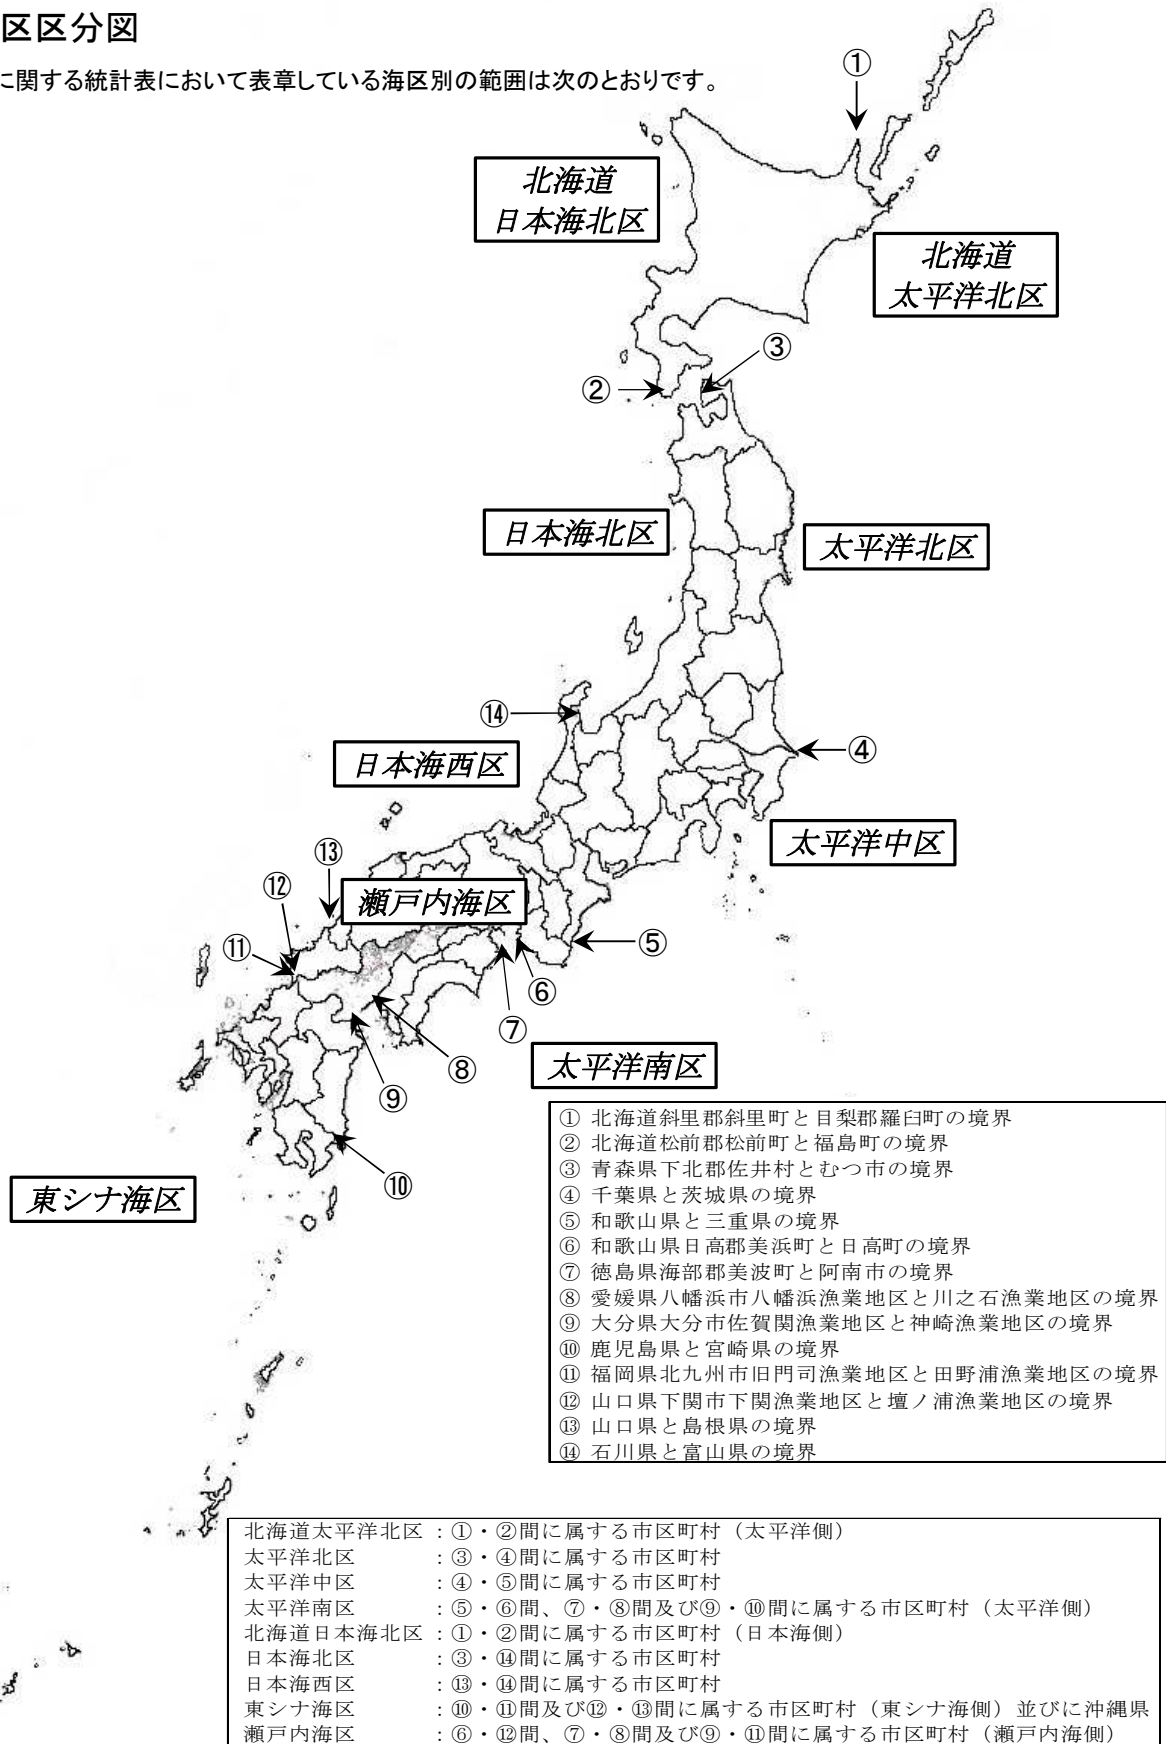 区区分図
に関する統計表において表章している海区別の範囲は次のとおりです。
①
北海道
日本海北区
北海道
太平洋北区
③
②
日本海北区
太平洋北区
⑭
④
日本海西区
太平洋中区
⑬
⑫
瀬戸内海区
⑪
⑤
⑥
⑦
太平洋南区
⑧
⑨
⑩
東シナ海区
① 北海道斜里郡斜里町と目梨郡羅臼町の境界
② 北海道松前郡松前町と福島町の境界
③ 青森県下北郡佐井村とむつ市の境界
④ 千葉県と茨城県の境界
⑤ 和歌山県と三重県の境界
⑥ 和歌山県日高郡美浜町と日高町の境界
⑦ 徳島県海部郡美波町と阿南市の境界
⑧ 愛媛県八幡浜市八幡浜漁業地区と川之石漁業地区の境界
⑨ 大分県大分市佐賀関漁業地区と神崎漁業地区の境界
⑩ 鹿児島県と宮崎県の境界
⑪ 福岡県北九州市旧門司漁業地区と田野浦漁業地区の境界
⑫ 山口県下関市下関漁業地区と壇ノ浦漁業地区の境界
⑬ 山口県と島根県の境界
⑭ 石川県と富山県の境界
北海道太平洋北区：①・②間に属する市区町村（太平洋側）
太平洋北区：③・④間に属する市区町村
太平洋中区：④・⑤間に属する市区町村
太平洋南区：⑤・⑥間、⑦・⑧間及び⑨・⑩間に属する市区町村（太平洋側）
北海道日本海北区：①・②間に属する市区町村（日本海側）
日本海北区：③・⑭間に属する市区町村
日本海西区：⑬・⑭間に属する市区町村
東シナ海区：⑩・⑪間及び⑫・⑬間に属する市区町村（東シナ海側）並びに沖縄県
瀬戸内海区：⑥・⑫間、⑦・⑧間及び⑨・⑪間に属する市区町村（瀬戸内海側）